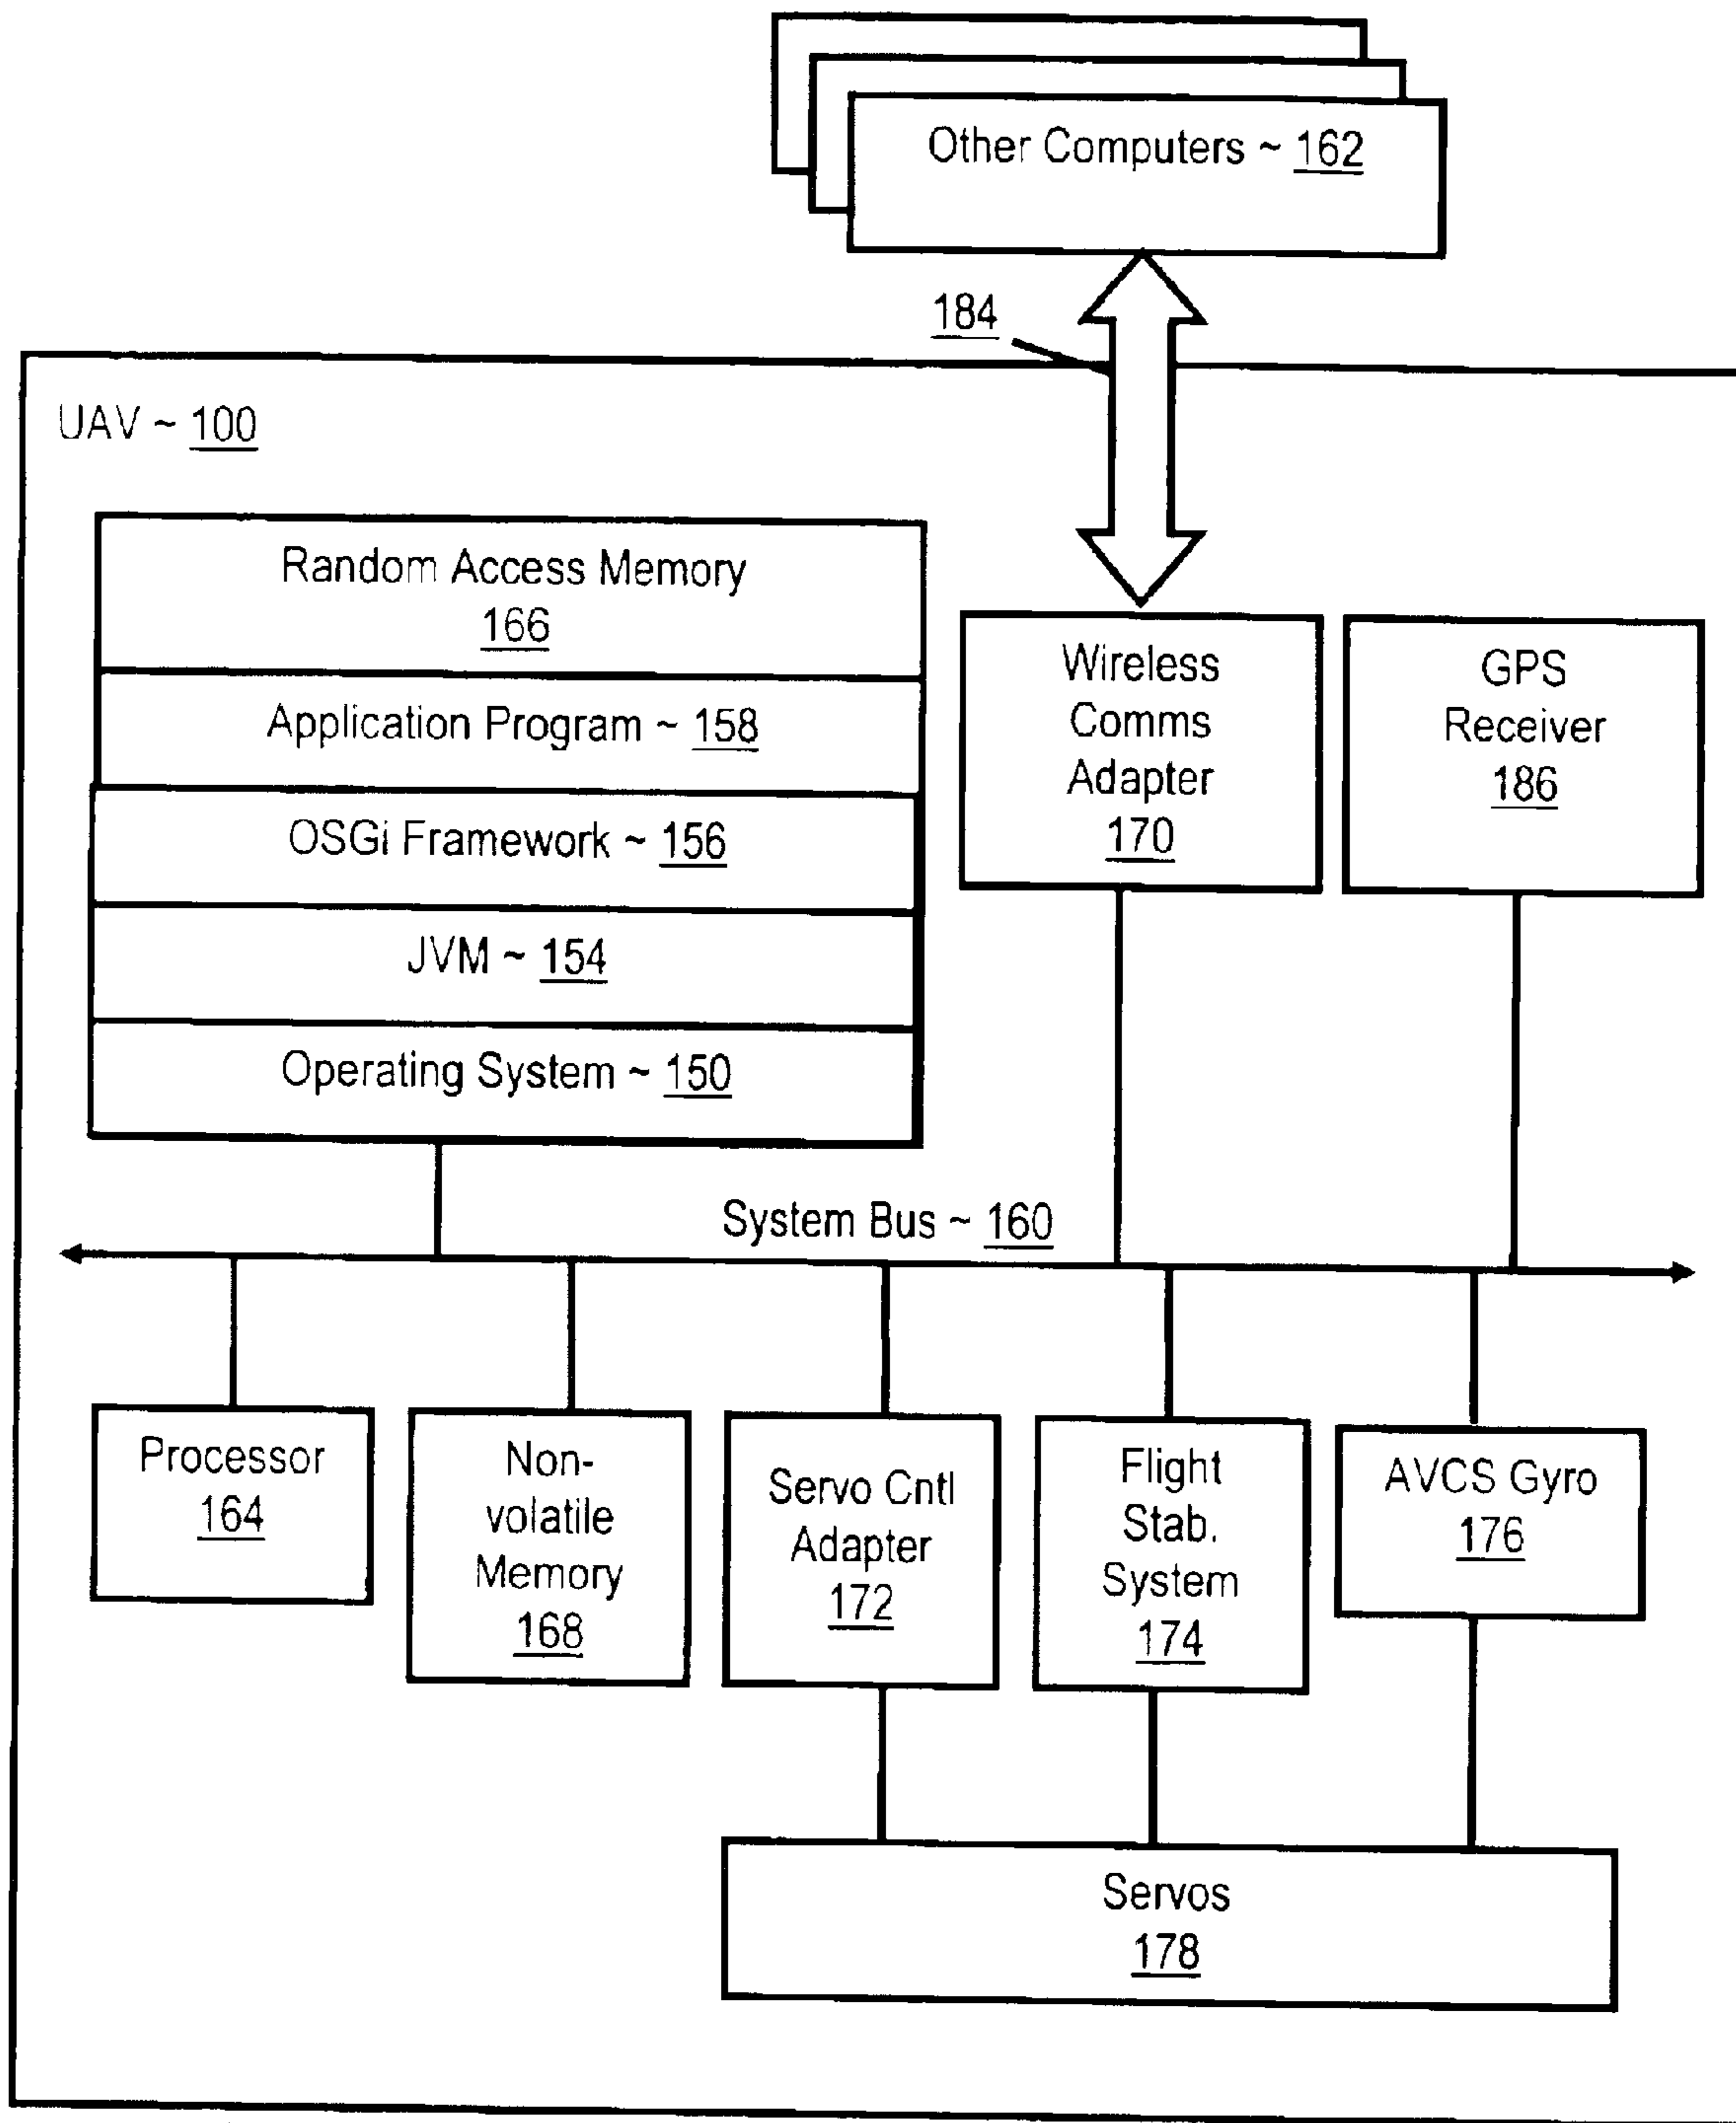 Other Computers ~ 162
184
UAV ~ 100
Random Access Memory
166
Application Program ~ 158
OSGi Framework ~ 156
JVM ~ 154
Operating System ~ 150
Wireless
Comms
Adapter
170
GPS
Receiver
186
System Bus ~ 160
Processor
164
Non-
volatile
Memory
168
Servo Cntl
Adapter
172
Flight
Stab.
System
174
AVCS Gyro
176
Servos
178